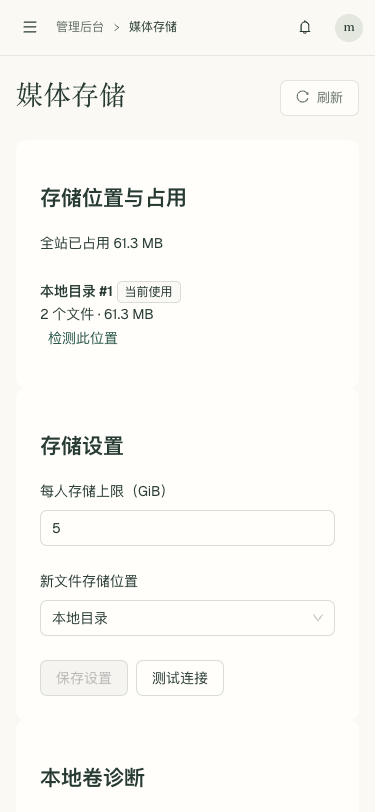 管理后台 > 媒体存储
m
媒体存储
刷新
存储位置与占用
全站已占用 61.3 MB
本地目录 #1 当前使用
2 个文件 · 61.3 MB
检测此位置
存储设置
每人存储上限（GiB）
5
新文件存储位置
本地目录
保存设置 测试连接
本地卷诊断